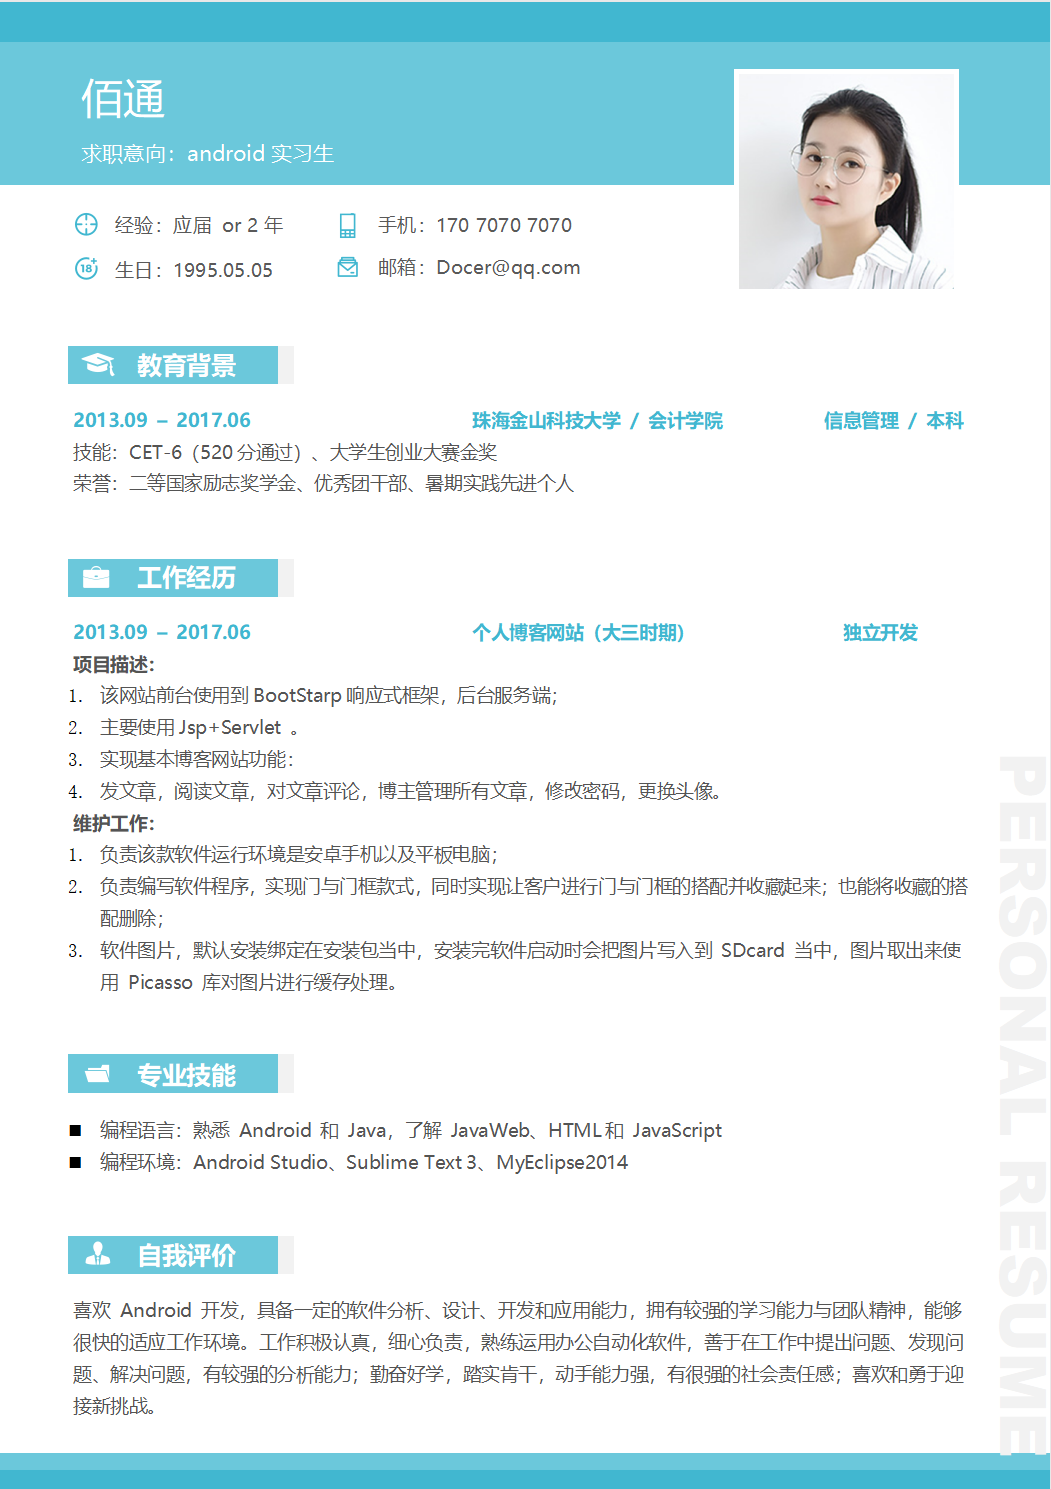 佰通
求职意向：android 实习生
经验：应届 or 2 年
手机：170 7070 7070
18+
生日：1995.05.05
邮箱：Docer@qq.com
教育背景
2013.09 – 2017.06 珠海金山科技大学 / 会计学院 信息管理 / 本科
技能：CET-6（520 分通过）、大学生创业大赛金奖
荣誉：二等国家励志奖学金、优秀团干部、暑期实践先进个人
工作经历
2013.09 – 2017.06 个人博客网站（大三时期） 独立开发
项目描述：
1. 该网站前台使用到 BootStarp 响应式框架，后台服务端；
2. 主要使用 Jsp+Servlet 。
3. 实现基本博客网站功能：
4. 发文章，阅读文章，对文章评论，博主管理所有文章，修改密码，更换头像。
维护工作：
1. 负责该款软件运行环境是安卓手机以及平板电脑；
2. 负责编写软件程序，实现门与门框款式，同时实现让客户进行门与门框的搭配并收藏起来；也能将收藏的搭
配删除；
3. 软件图片，默认安装绑定在安装包当中，安装完软件启动时会把图片写入到 SDcard 当中，图片取出来使
用 Picasso 库对图片进行缓存处理。
专业技能
■ 编程语言：熟悉 Android 和 Java，了解 JavaWeb、HTML 和 JavaScript
■ 编程环境：Android Studio、Sublime Text 3、MyEclipse2014
自我评价
喜欢 Android 开发，具备一定的软件分析、设计、开发和应用能力，拥有较强的学习能力与团队精神，能够
很快的适应工作环境。工作积极认真，细心负责，熟练运用办公自动化软件，善于在工作中提出问题、发现问
题、解决问题，有较强的分析能力；勤奋好学，踏实肯干，动手能力强，有很强的社会责任感；喜欢和勇于迎
接新挑战。
PERSONAL RESUME